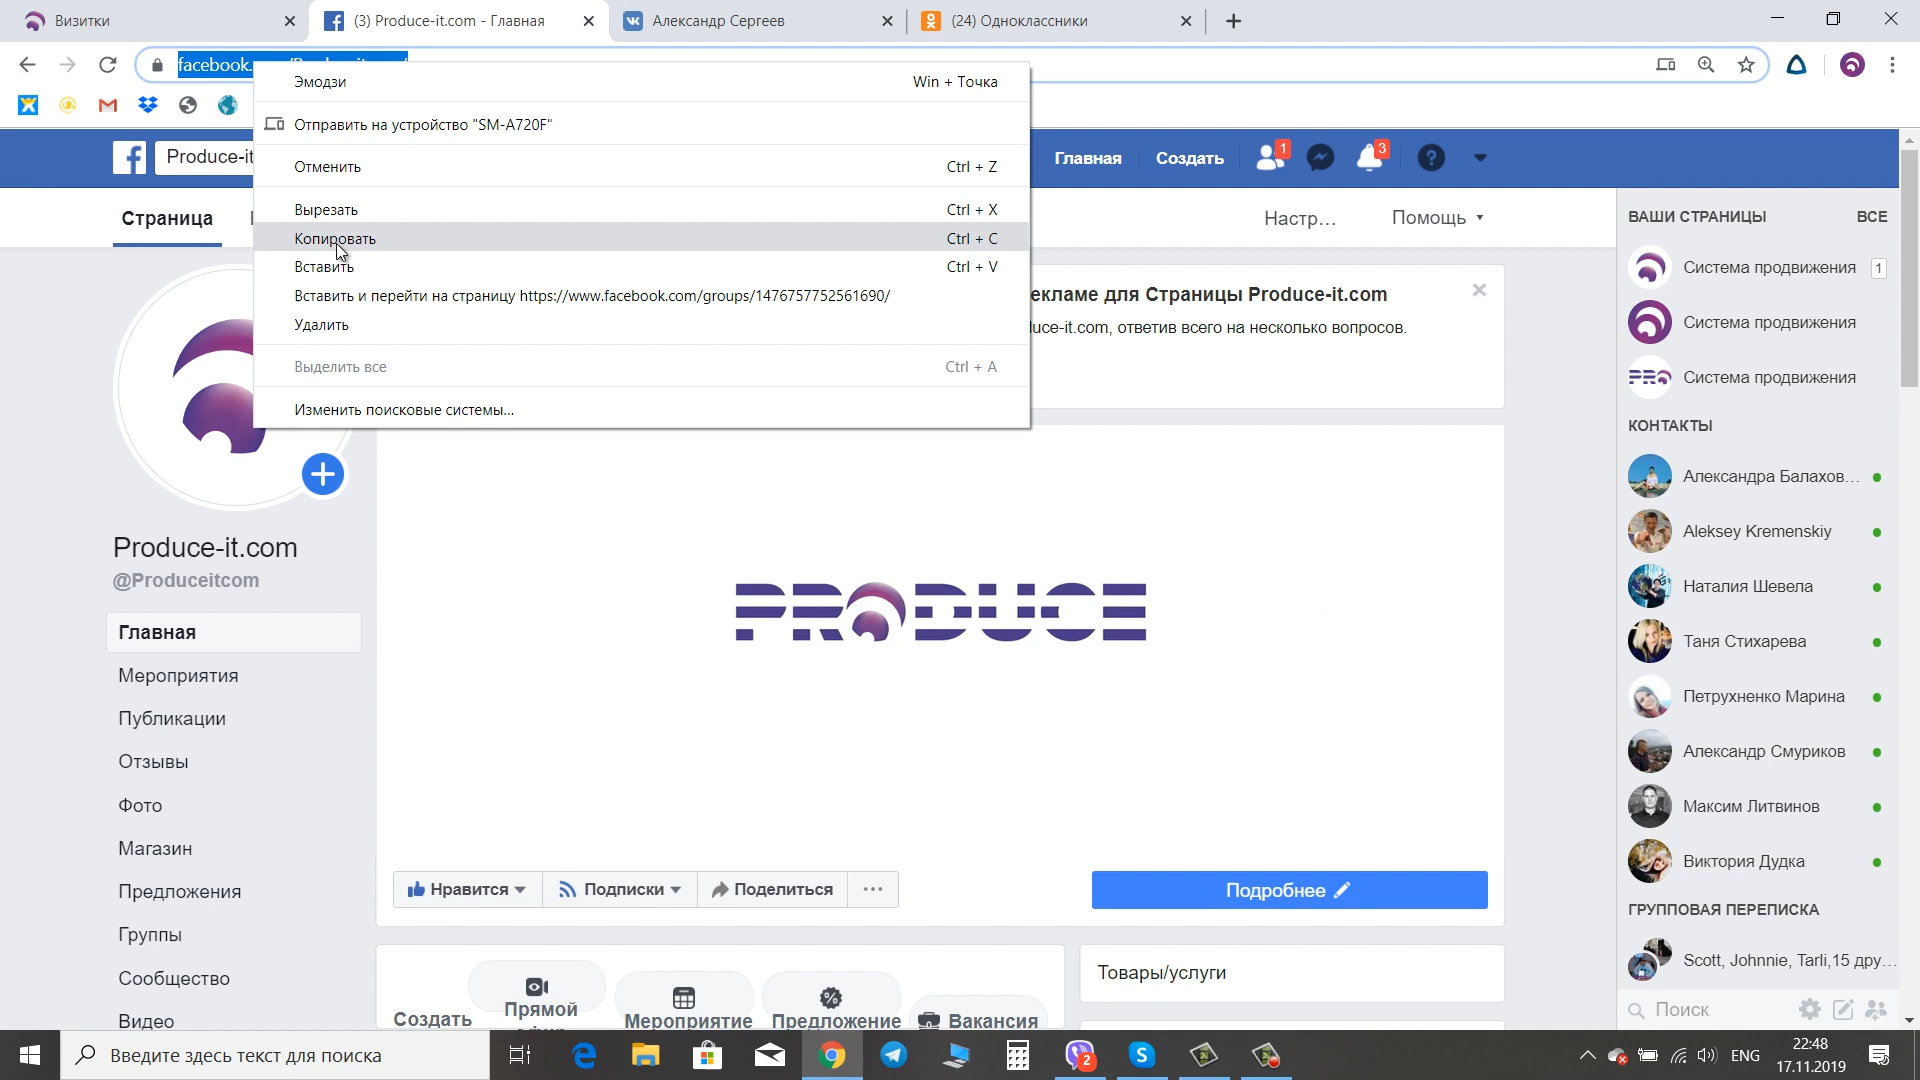 Визитки
(3) Produce-it.com - Главная
Александр Сергеев
(24) Одноклассники
facebook.
Эмодзи Win + Точка
Отправить на устройство "SM-A720F"
Отменить Ctrl + Z
Вырезать Ctrl + X
Копировать Ctrl + C
Вставить Ctrl + V
Вставить и перейти на страницу https://www.facebook.com/groups/1476757752561690/
Удалить
Выделить все Ctrl + A
Изменить поисковые системы...
Produce-it
Главная
Создать
1
3
Страница
Настр...
Помощь
екламе для Страницы Produce-it.com
uce-it.com, ответив всего на несколько вопросов.
Produce-it.com
@Produceitcom
Главная
Мероприятия
Публикации
Отзывы
Фото
Магазин
Предложения
Группы
Сообщество
Видео
PRODUCE
Нравится
Подписки
Поделиться
Подробнее
Создать
Прямой
Мероприятие
Предложение
Вакансия
Товары/услуги
ВАШИ СТРАНИЦЫ ВСЕ
Система продвижения 1
Система продвижения
PRO
Система продвижения
КОНТАКТЫ
Александра Балахов...
Aleksey Kremenskiy
Наталия Шевела
Таня Стихарева
Петрухненко Марина
Александр Смуриков
Максим Литвинов
Виктория Дудка
ГРУППОВАЯ ПЕРЕПИСКА
Scott, Johnnie, Tarli,15 дру...
Поиск
Введите здесь текст для поиска
2
ENG
22:48
17.11.2019